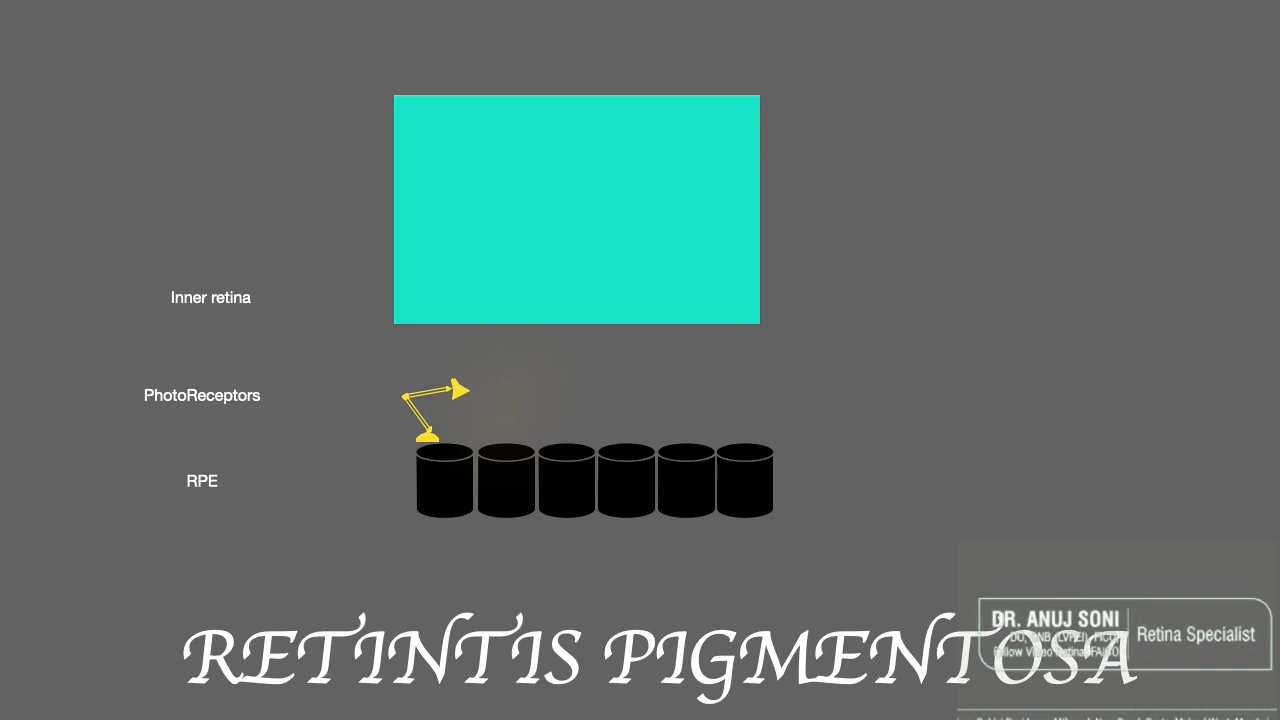 Inner retina
PhotoReceptors
RPE
RETINTIS PIGMENTOSA
DR. ANUJ SONI
Retina Specialist